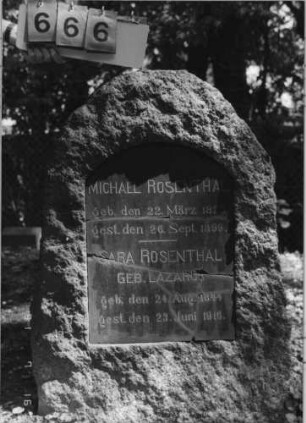 666
MICHAEL ROSENTHAL
geb. den 22. März
gest. den 26. Sept. 1899.
SARA ROSENTHAL
GEB. LAZARUS
geb. den 24. Aug. 1841
gest. den 23. Juni 1916.